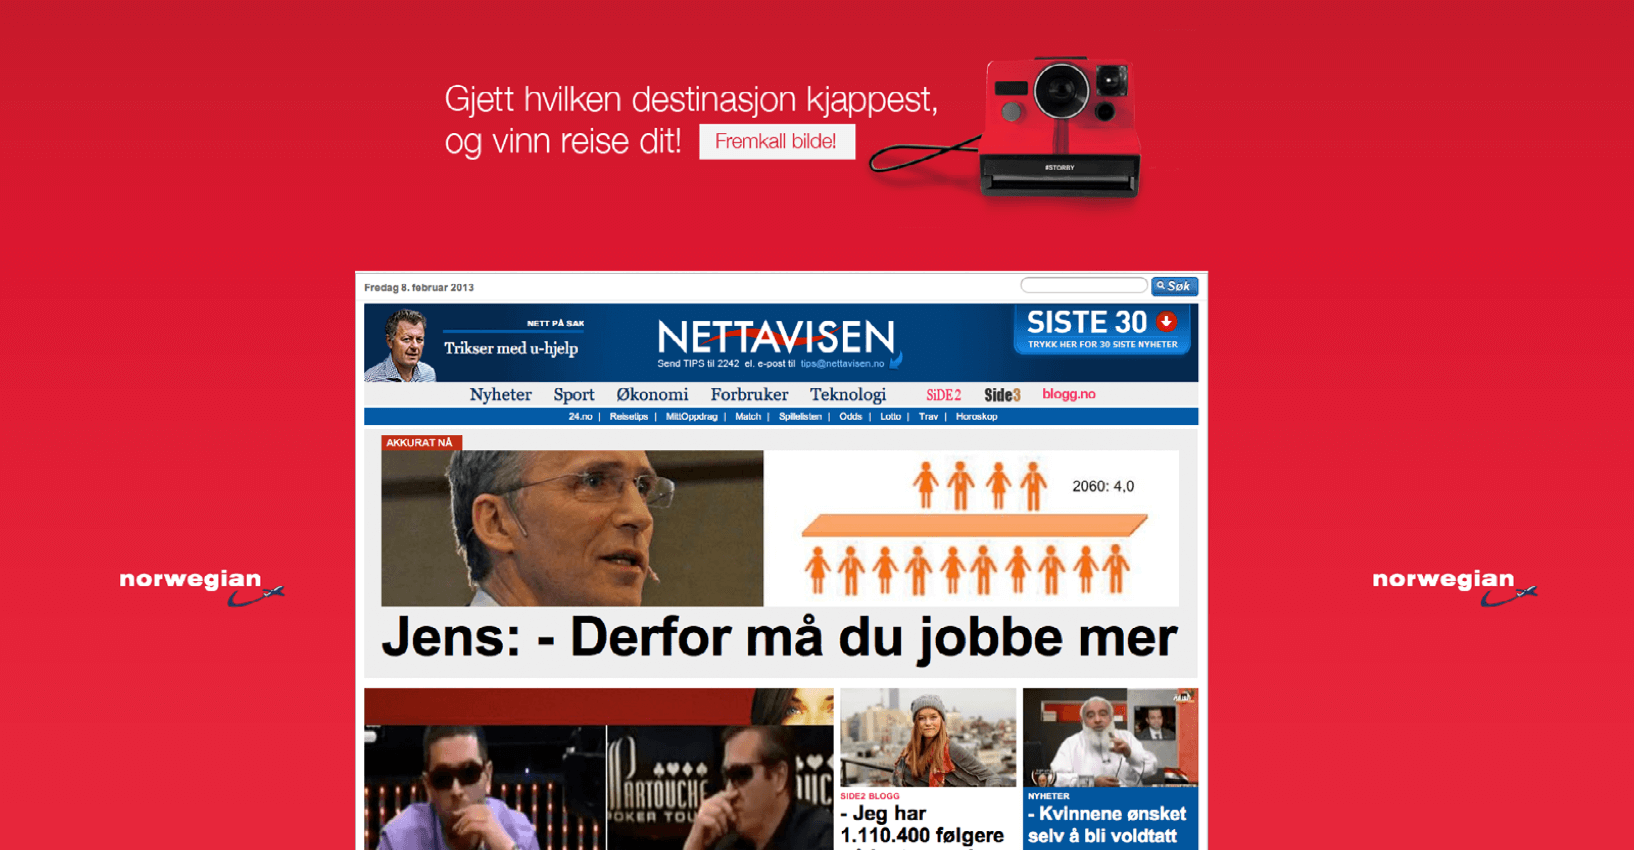 Gjett hvilken destinasjon kjappest,
og vinn reise dit! Fremkall bilde!
#STORBY
Fredag 8. februar 2013
Søk
NETT PÅ SAK
Trikser med u-hjelp
NETTAVISEN
Send TIPS til 2242 el. e-post til tips@nettavisen.no
SISTE 30
TRYKK HER FOR 30 SISTE NYHETER
Nyheter Sport Økonomi Forbruker Teknologi SiDE2 Side3 blogg.no
24.no | Reisetips | MittOppdrag | Match | Spillelisten | Odds | Lotto | Trav | Horoskop
AKKURAT NÅ
2060: 4,0
norwegian
norwegian
Jens: - Derfor må du jobbe mer
PARTOUCHE
POKER TOU
SIDE2 BLOGG
- Jeg har
1.110.400 følgere
NYHETER
- Kvinnene ønsket
selv å bli voldtatt